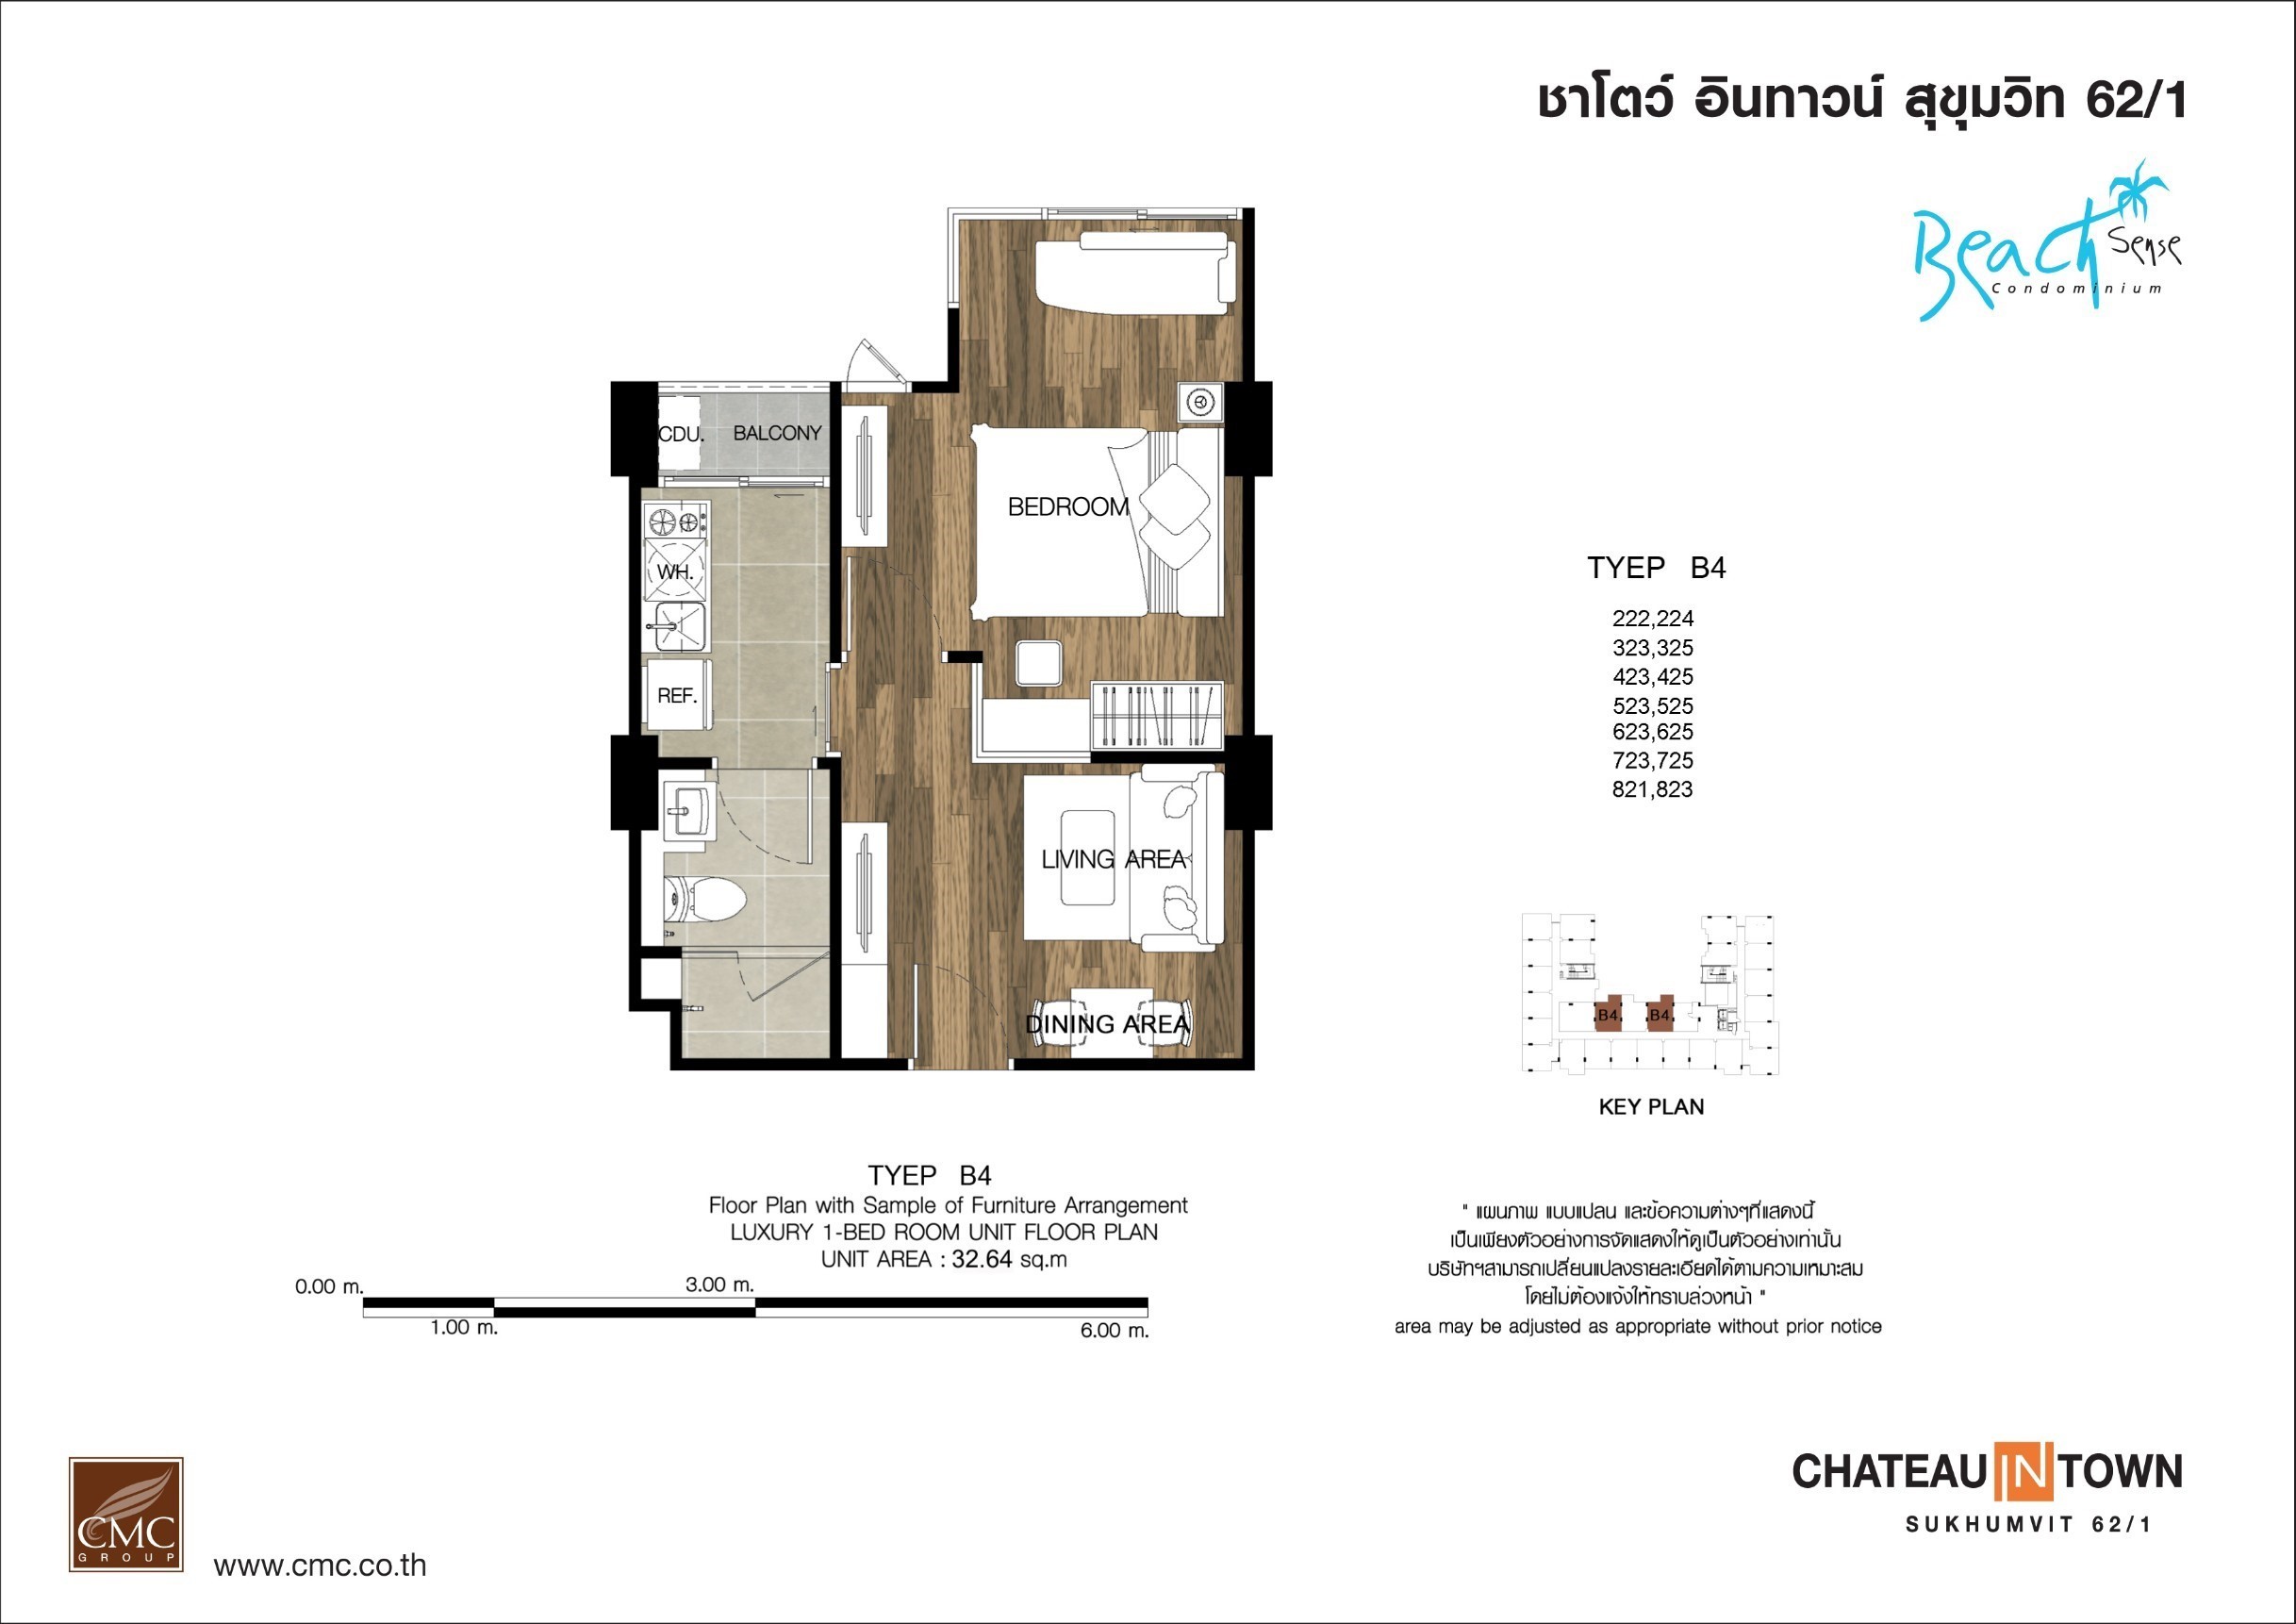 ชาโตว์ อินทาวน์ สุขุมวิท 62/1
Beach Sense
Condominium
CDU.
BALCONY
BEDROOM
WH.
REF.
LIVING AREA
DINING AREA
TYEP B4
222,224
323,325
423,425
523,525
623,625
723,725
821,823
B4
B4
KEY PLAN
TYEP B4
Floor Plan with Sample of Furniture Arrangement
LUXURY 1-BED ROOM UNIT FLOOR PLAN
UNIT AREA : 32.64 sq.m
0.00 m.
3.00 m.
1.00 m.
6.00 m.
" แผนภาพ แบบแปลน และข้อความต่างๆที่แสดงนี้
เป็นเพียงตัวอย่างการจัดแสดงให้ดูเป็นตัวอย่างเท่านั้น
บริษัทฯสามารถเปลี่ยนแปลงรายละเอียดได้ตามความเหมาะสม
โดยไม่ต้องแจ้งให้ทราบล่วงหน้า "
area may be adjusted as appropriate without prior notice
CMC
GROUP
www.cmc.co.th
CHATEAU IN TOWN
SUKHUMVIT 62/1